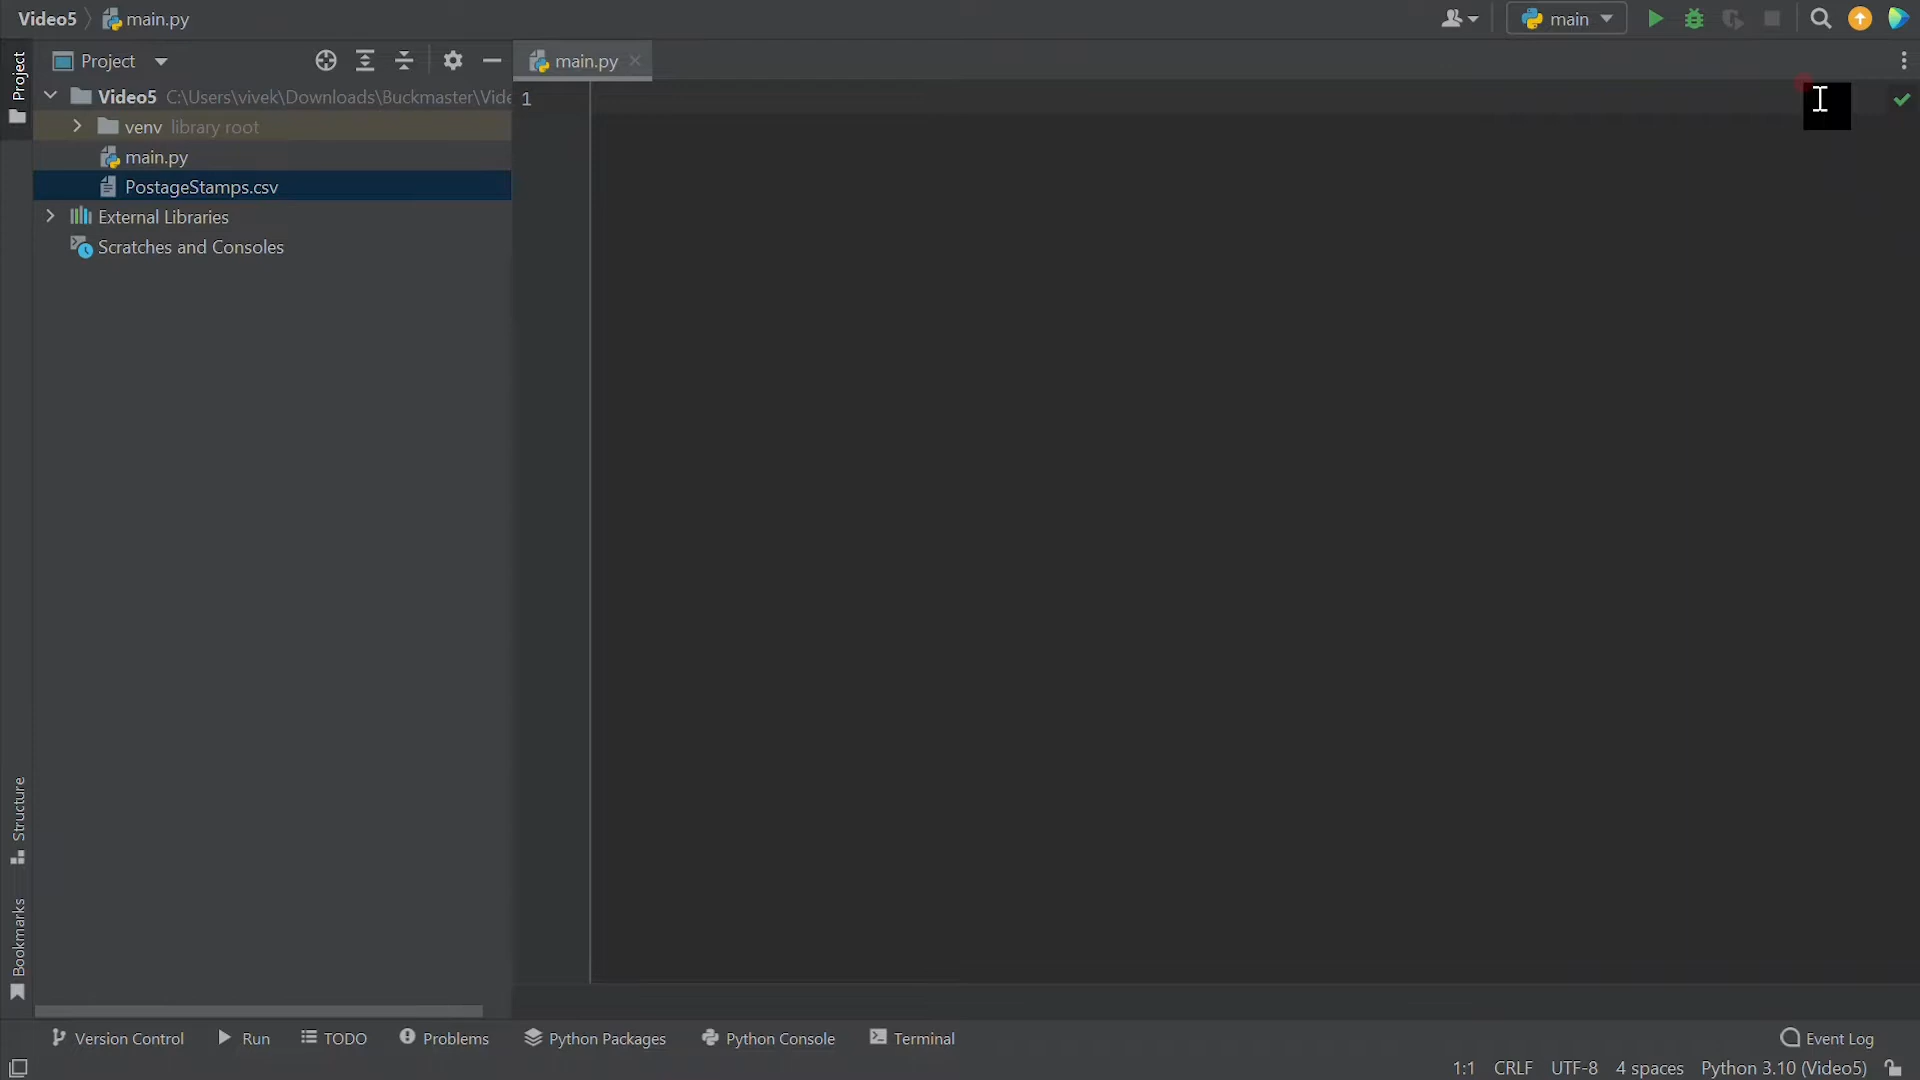 Video5 main.py
main
Project
Project
main.py
Video5 C:\Users\vivek\Downloads\Buckmaster\Vide
1
venv library root
main.py
PostageStamps.csv
External Libraries
Scratches and Consoles
Structure
Bookmarks
Version Control Run TODO Problems Python Packages Python Console Terminal Event Log
1:1 CRLF UTF-8 4 spaces Python 3.10 (Video5)